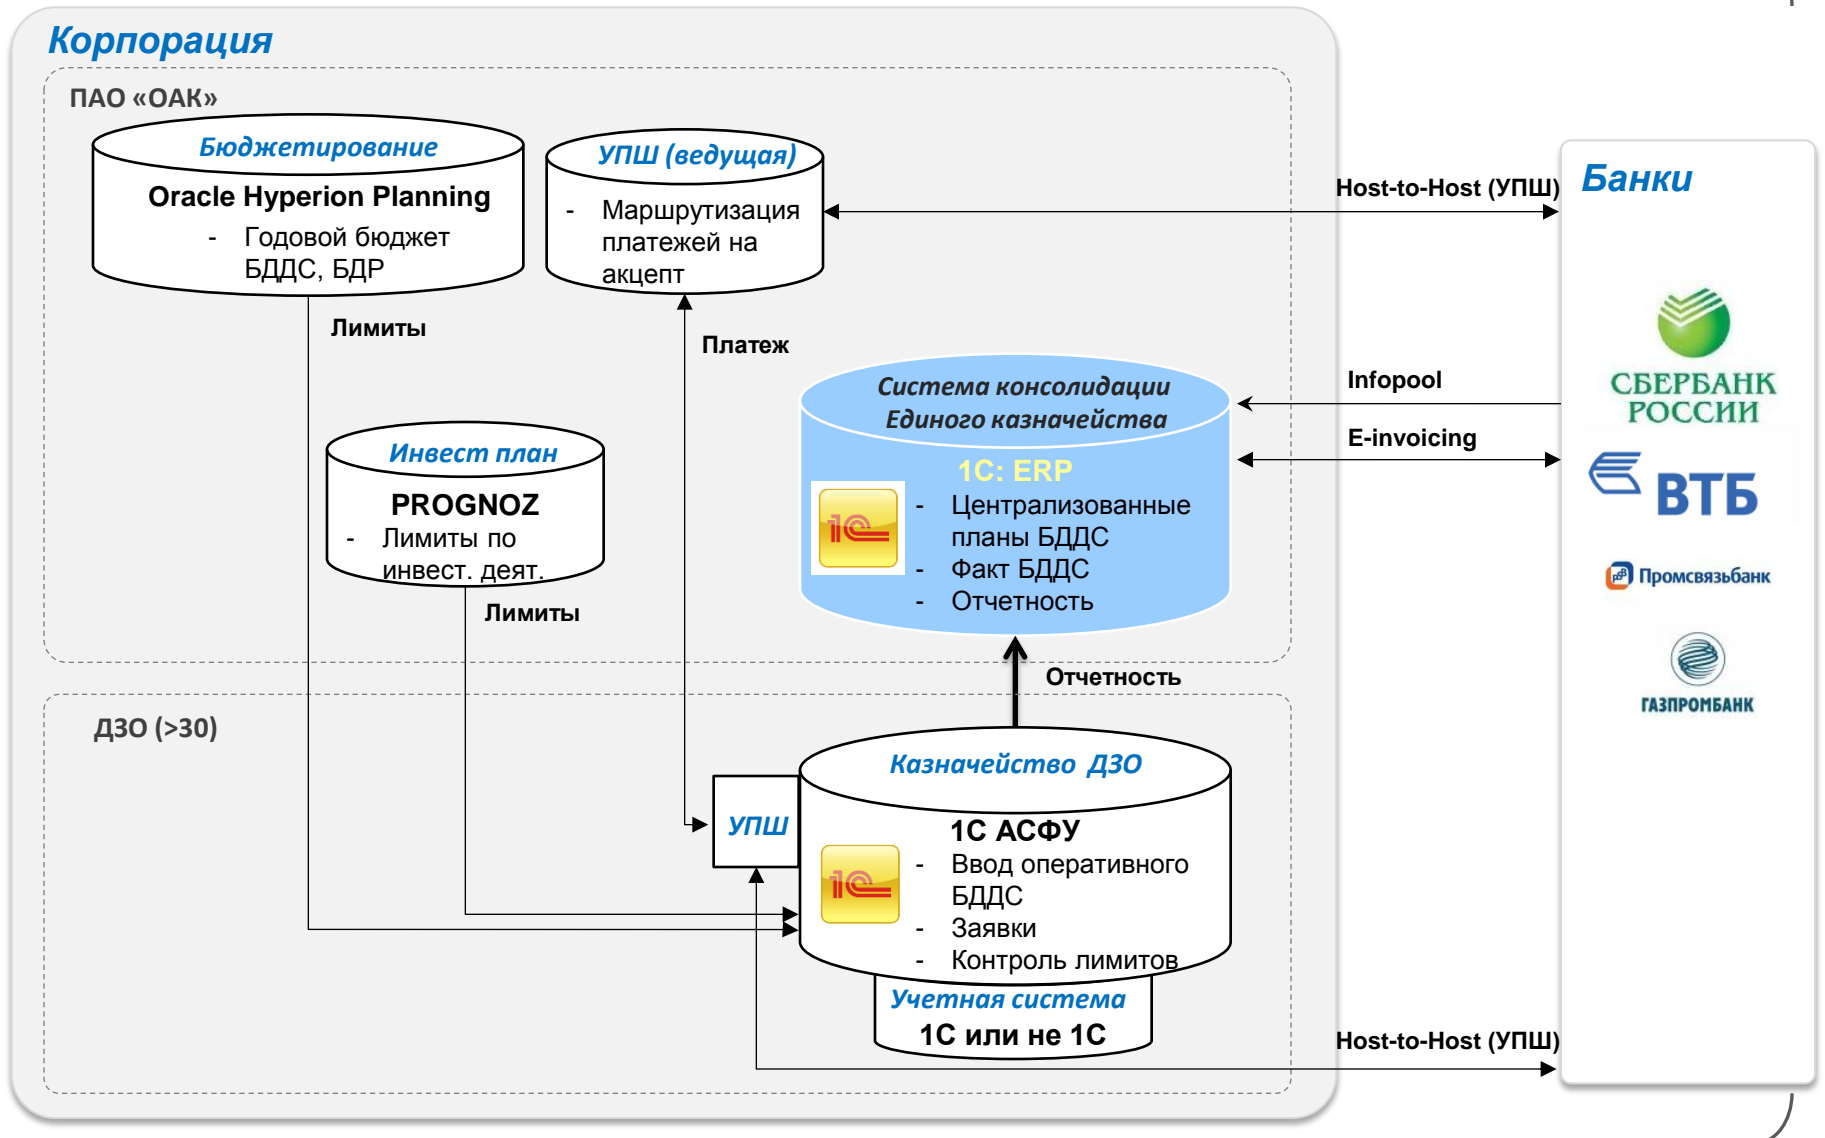 Корпорация
ПАО «ОАК»
Бюджетирование
Oracle Hyperion Planning
- Годовой бюджет
БДДС, БДР
УПШ (ведущая)
- Маршрутизация
платежей на
акцепт
Host-to-Host (УПШ)
Банки
Лимиты
Платеж
Система консолидации
Единого казначейства
1С: ERP
1С
- Централизованные
планы БДДС
- Факт БДДС
- Отчетность
Infopool
E-invoicing
СБЕРБАНК
РОССИИ
ВТБ
Промсвязьбанк
ГАЗПРОМБАНК
Инвест план
PROGNOZ
- Лимиты по
инвест. деят.
Лимиты
Отчетность
ДЗО (>30)
Казначейство ДЗО
УПШ
1С АСФУ
1С
- Ввод оперативного
БДДС
- Заявки
- Контроль лимитов
Учетная система
1С или не 1С
Host-to-Host (УПШ)